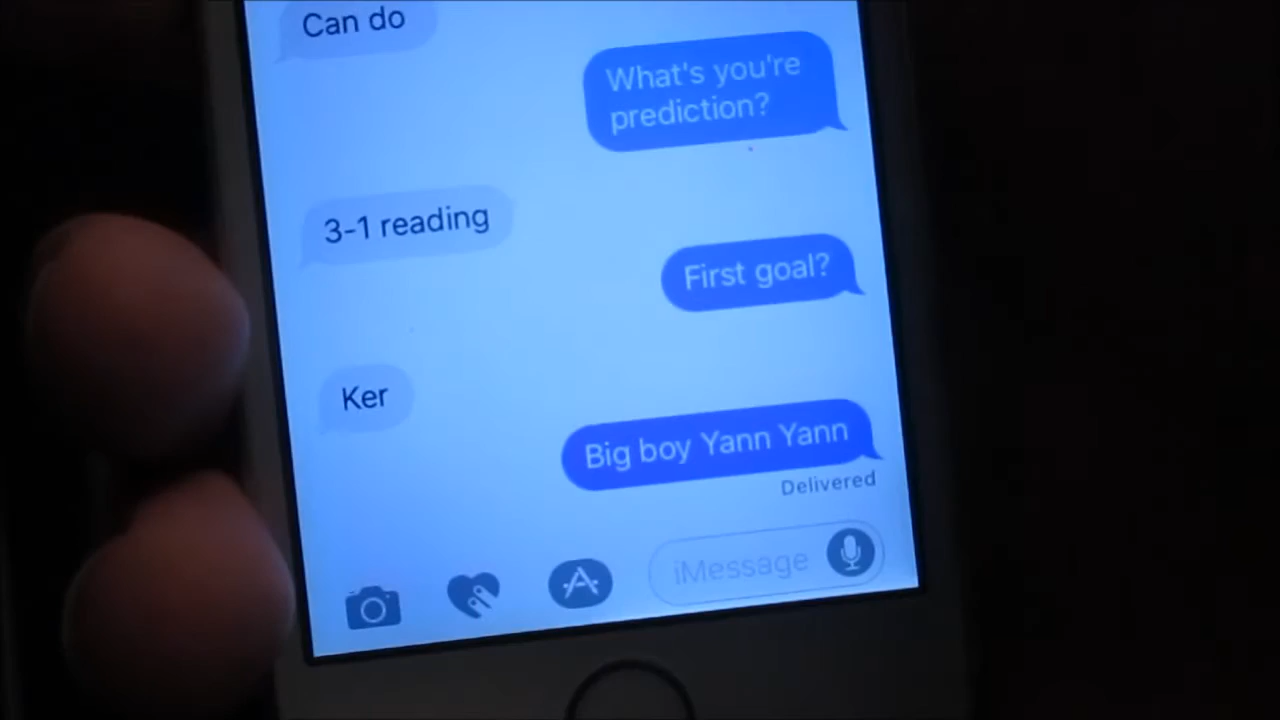 Can do
What's you're
prediction?
3-1 reading
First goal?
Ker
Big boy Yann Yann
Delivered
iMessage